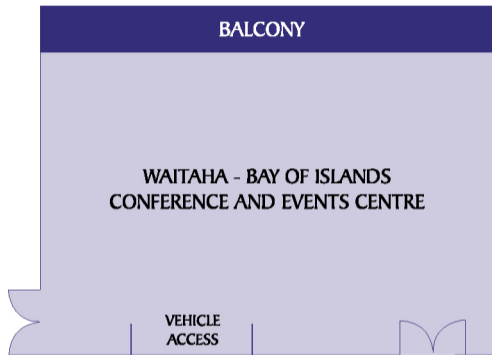 BALCONY
WAITAHA - BAY OF ISLANDS
CONFERENCE AND EVENTS CENTRE
VEHICLE
ACCESS